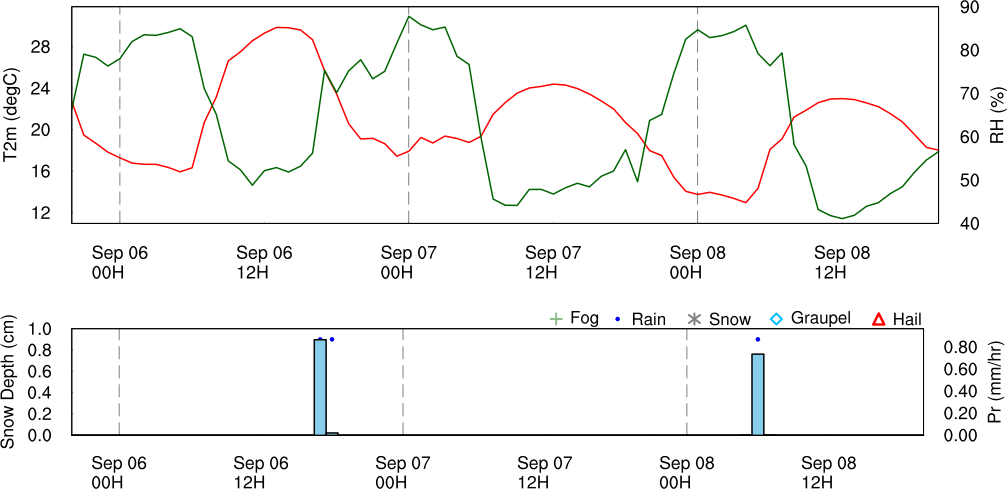 T2m (degC)
28
24
20
16
12
90
80
70
60
50
40
RH (%)
Sep 06 Sep 06 Sep 07 Sep 07 Sep 08 Sep 08
00H 12H 00H 12H 00H 12H
Fog Rain Snow Graupel Hail
Snow Depth (cm)
1.0
0.8
0.6
0.4
0.2
0.0
0.80
0.60
0.40
0.20
0.00
Pr (mm/hr)
Sep 06 Sep 06 Sep 07 Sep 07 Sep 08 Sep 08
00H 12H 00H 12H 00H 12H